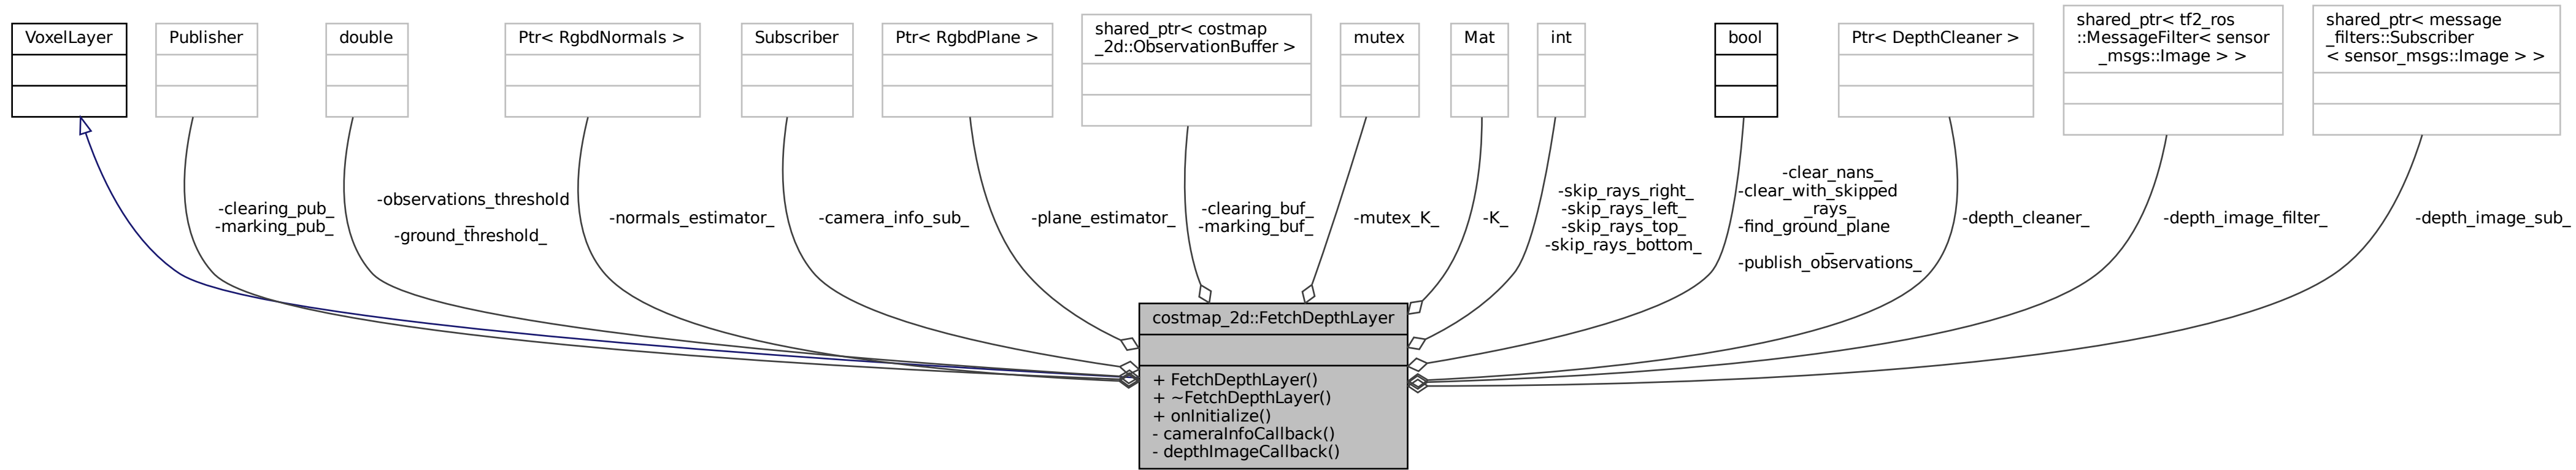 VoxelLayer
Publisher
double
Ptr< RgbdNormals >
Subscriber
Ptr< RgbdPlane >
shared_ptr< costmap
_2d::ObservationBuffer >
mutex
Mat
int
bool
Ptr< DepthCleaner >
shared_ptr< tf2_ros
::MessageFilter< sensor
_msgs::Image > >
shared_ptr< message
_filters::Subscriber
< sensor_msgs::Image > >
-clearing_pub_
-marking_pub_
-observations_threshold
_
-ground_threshold_
-normals_estimator_
-camera_info_sub_
-plane_estimator_
-clearing_buf_
-marking_buf_
-mutex_K_
-K_
-skip_rays_right_
-skip_rays_left_
-skip_rays_top_
-skip_rays_bottom_
-clear_nans_
-clear_with_skipped
_rays_
-find_ground_plane
_
-publish_observations_
-depth_cleaner_
-depth_image_filter_
-depth_image_sub_
costmap_2d::FetchDepthLayer
+ FetchDepthLayer()
+ ~FetchDepthLayer()
+ onInitialize()
- cameraInfoCallback()
- depthImageCallback()